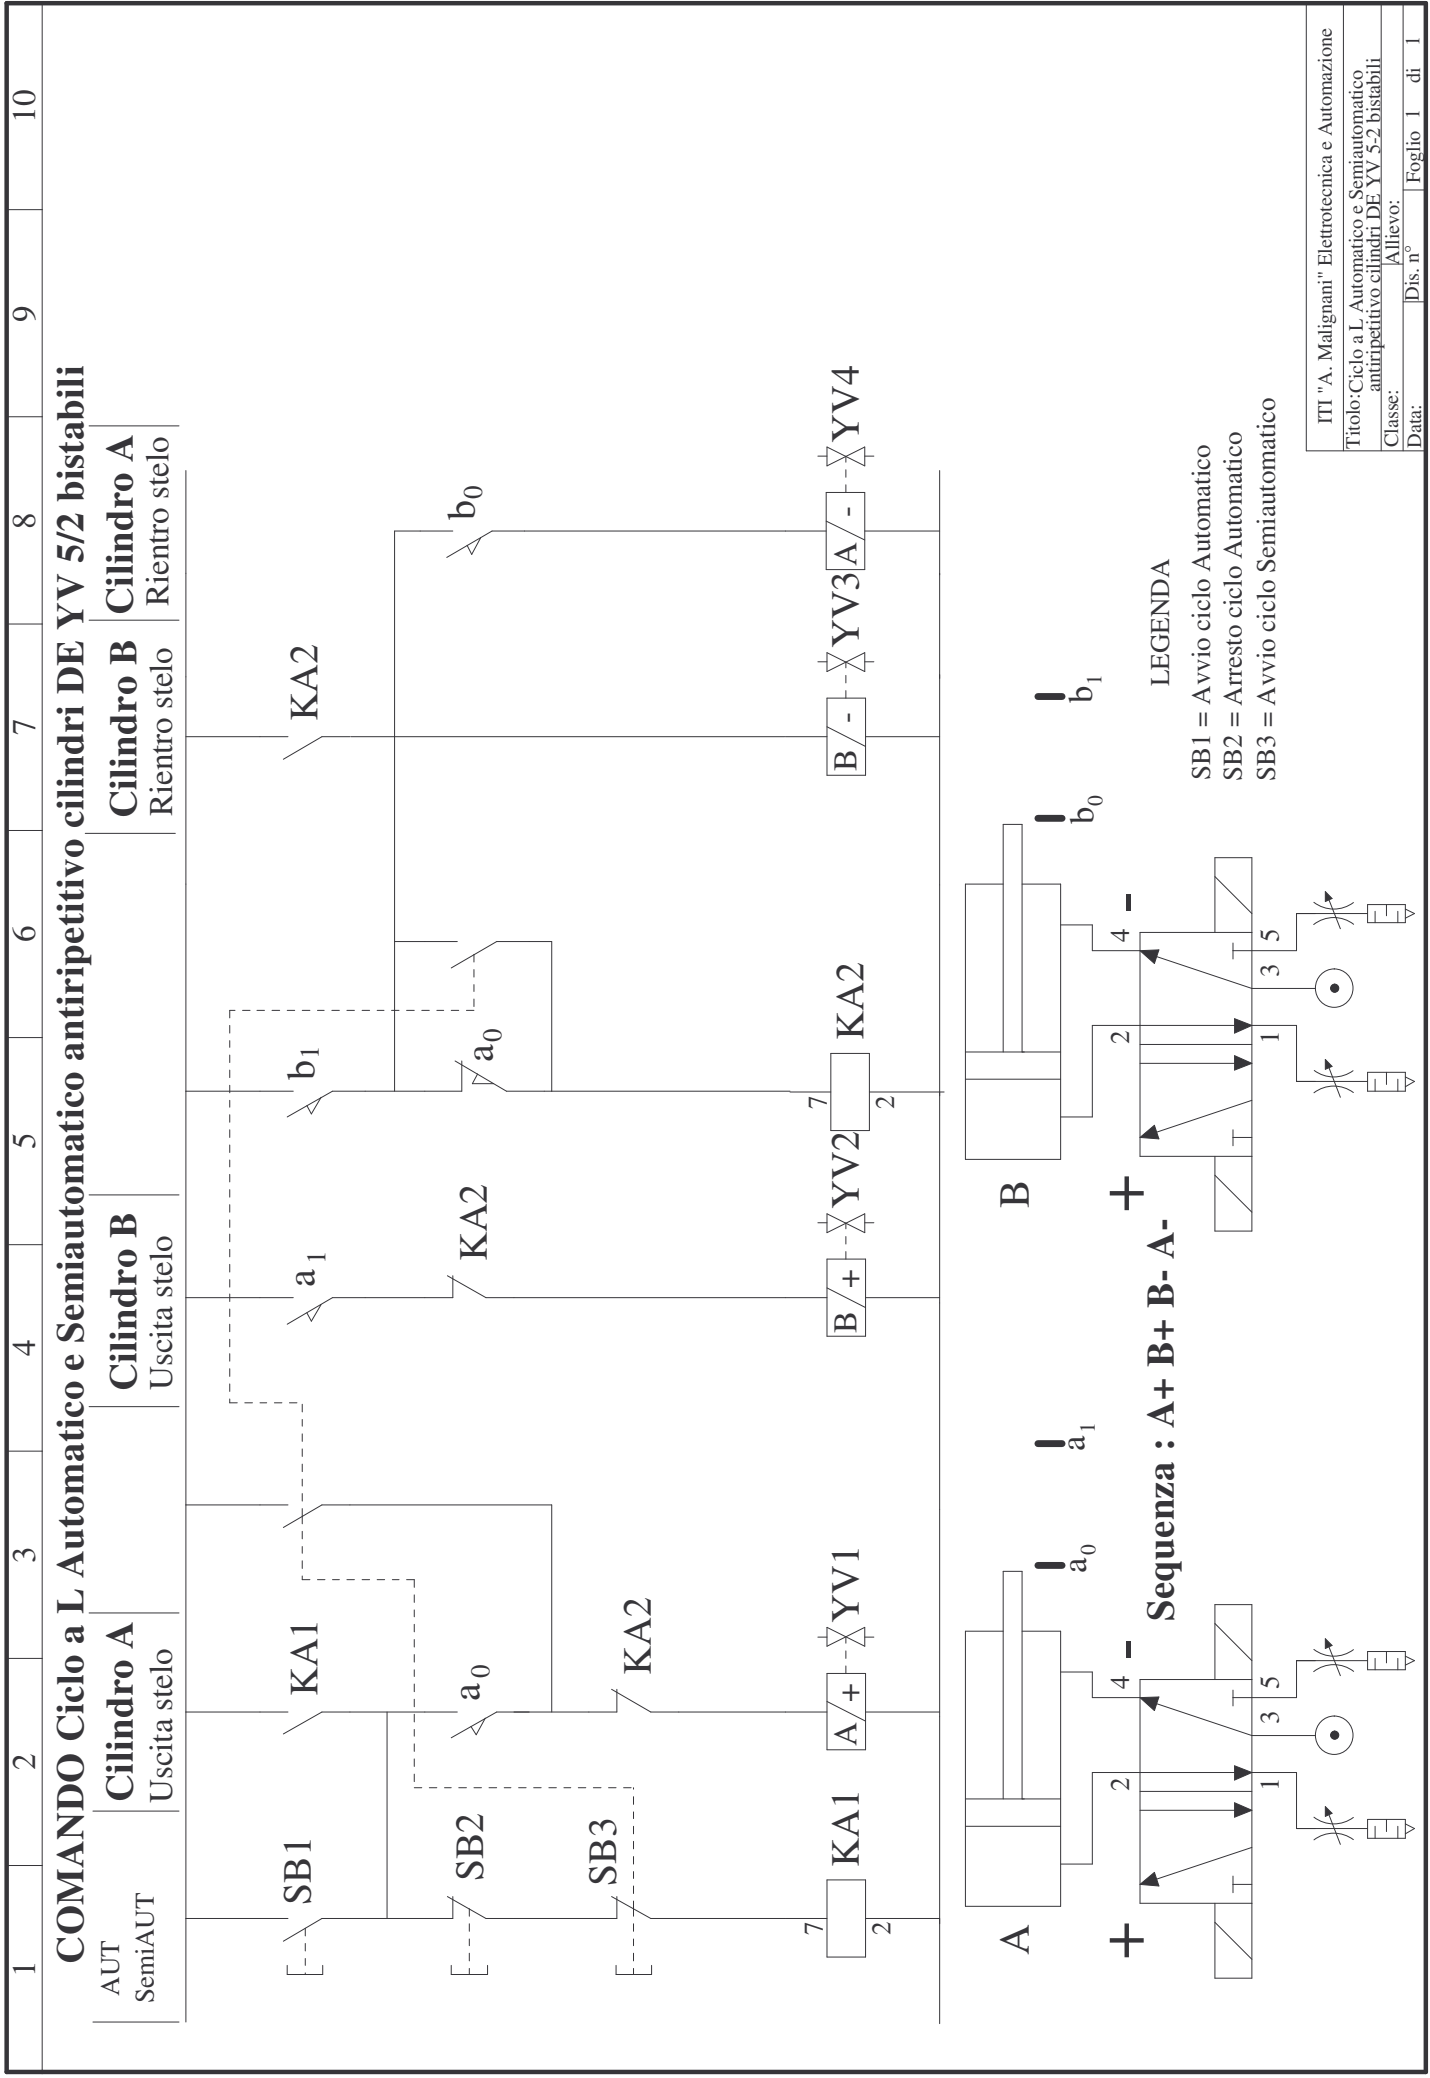 1 2 3 4 5 6 7 8 9 10
COMANDO Ciclo a L Automatico e Semiautomatico antiripetitivo cilindri DE YV 5/2 bistabili
AUT
SemiAUT
Cilindro A
Uscita stelo
Cilindro B
Uscita stelo
Cilindro B
Rientro stelo
Cilindro A
Rientro stelo
SB1
KA1
a1
b1
KA2
SB2
a0
KA2
a0
b0
SB3
KA2
7
2
KA1
A +
YV1
B +
YV2
7
2
KA2
B -
YV3
A -
YV4
A
a0
a1
B
b0
b1
+
2
4
-
1
3
5
+
2
4
-
1
3
5
Sequenza : A+ B+ B- A-
LEGENDA
SB1 = Avvio ciclo Automatico
SB2 = Arresto ciclo Automatico
SB3 = Avvio ciclo Semiautomatico
ITI "A. Malignani" Elettrotecnica e Automazione
Titolo:Ciclo a L Automatico e Semiautomatico
antiripetitivo cilindri DE YV 5-2 bistabili
Classe: Allievo:
Data: Dis. n° Foglio 1 di 1